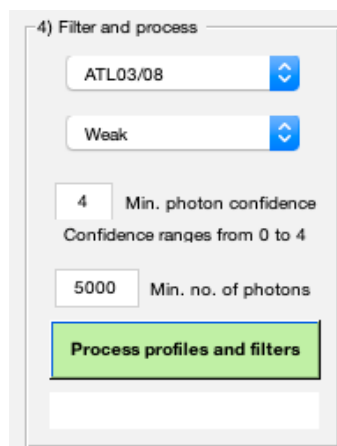 4) Filter and process
ATL03/08
Weak
4 Min. photon confidence
Confidence ranges from 0 to 4
5000 Min. no. of photons
Process profiles and filters